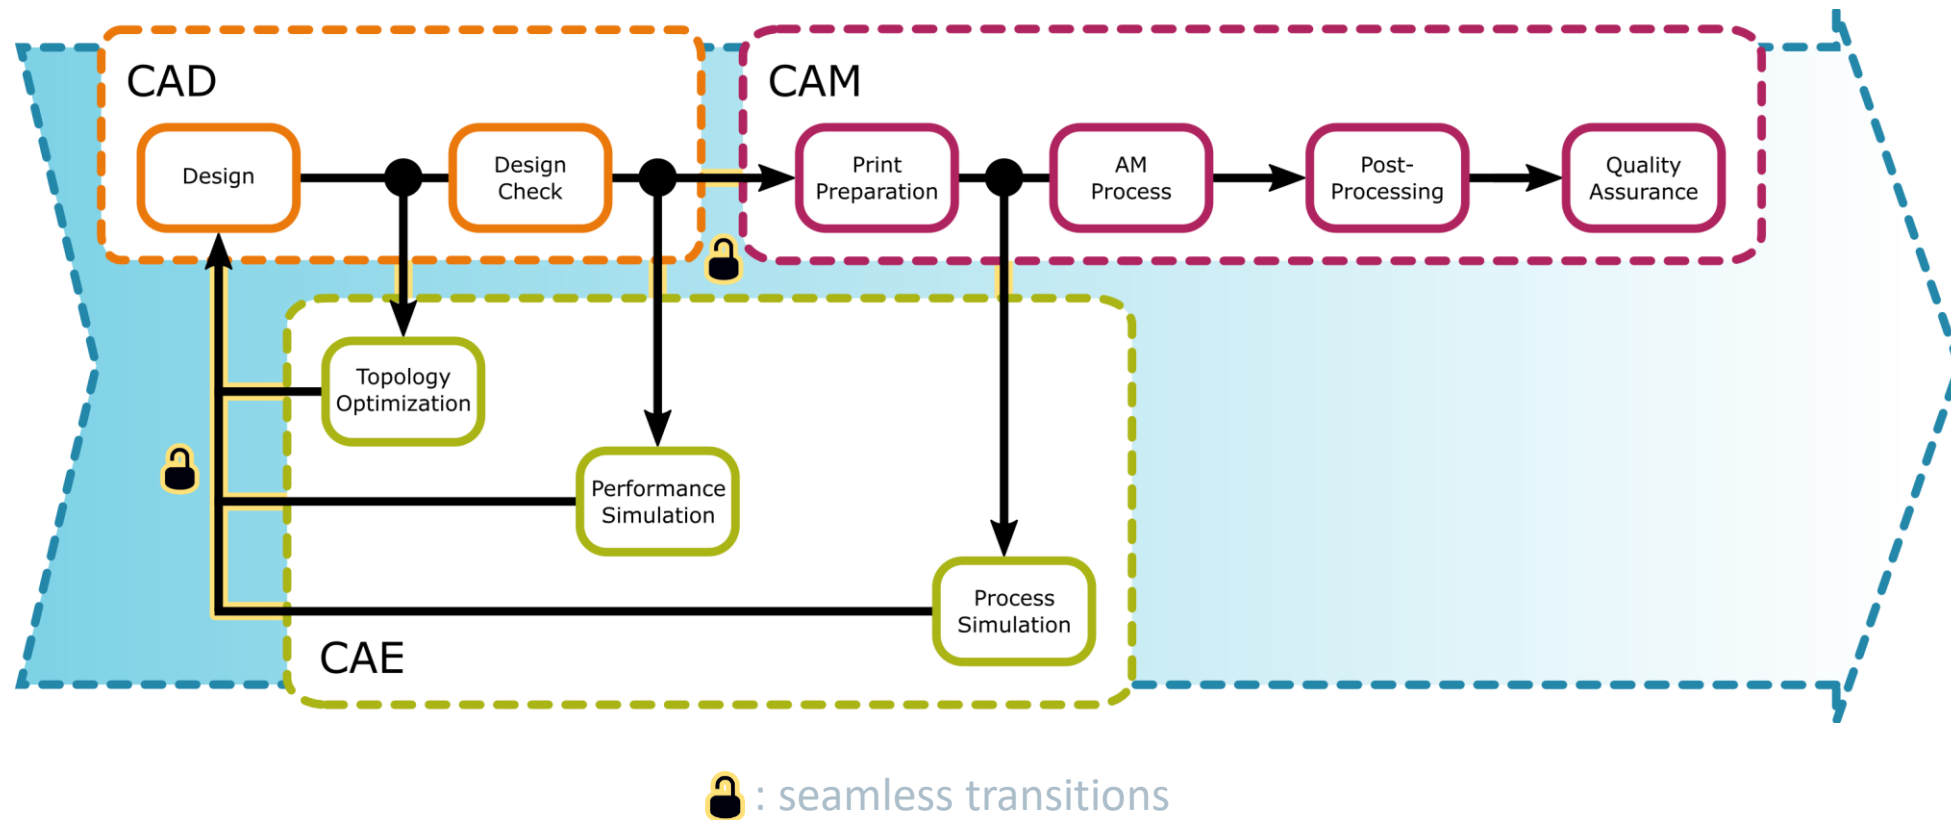 CAD
CAM
Design
Design
Check
Print
Preparation
AM
Process
Post-
Processing
Quality
Assurance
Topology
Optimization
Performance
Simulation
Process
Simulation
CAE
: seamless transitions